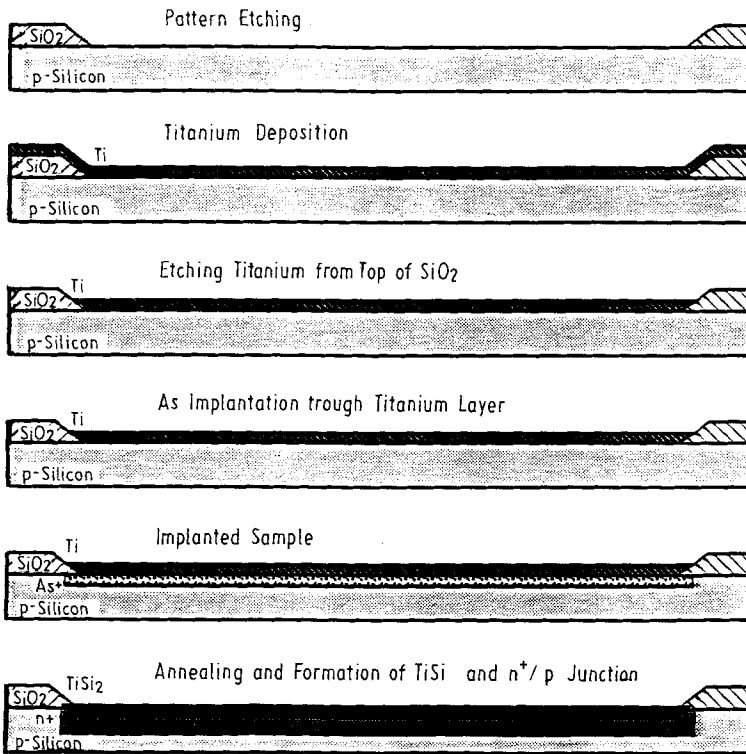 Pattern Etching
SiO2
p-Silicon
Titanium Deposition
Ti
SiO2
p-Silicon
Etching Titanium from Top of SiO2
Ti
SiO2
p-Silicon
As Implantation trough Titanium Layer
Ti
SiO2
p-Silicon
Implanted Sample
Ti
SiO2
As+
p-Silicon
Annealing and Formation of TiSi and n+/p Junction
TiSi2
SiO2
n+
p-Silicon